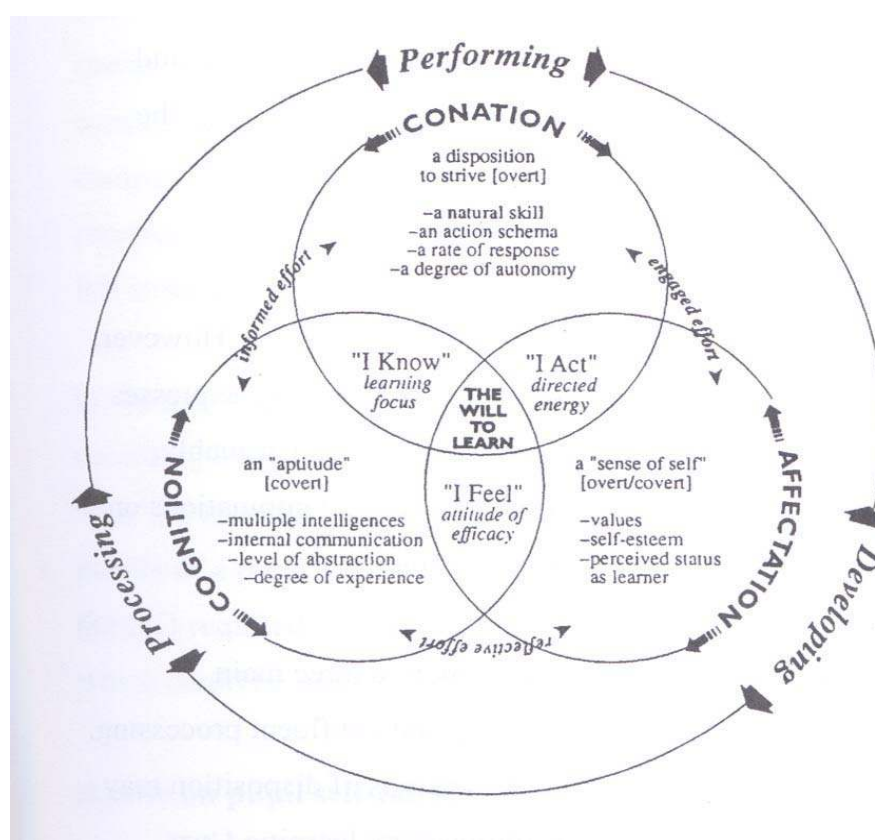 Performing
CONATION
a disposition
to strive [overt]
–a natural skill
–an action schema
–a rate of response
–a degree of autonomy
informed effort
engaged effort
"I Know"
learning
focus
"I Act"
directed
energy
THE
WILL
TO
LEARN
COGNITION
an "aptitude"
[covert]
–multiple intelligences
–internal communication
–level of abstraction
–degree of experience
"I Feel"
attitude of
efficacy
AFFECTATION
a "sense of self"
[overt/covert]
–values
–self-esteem
–perceived status
as learner
reflective effort
Processing
Developing